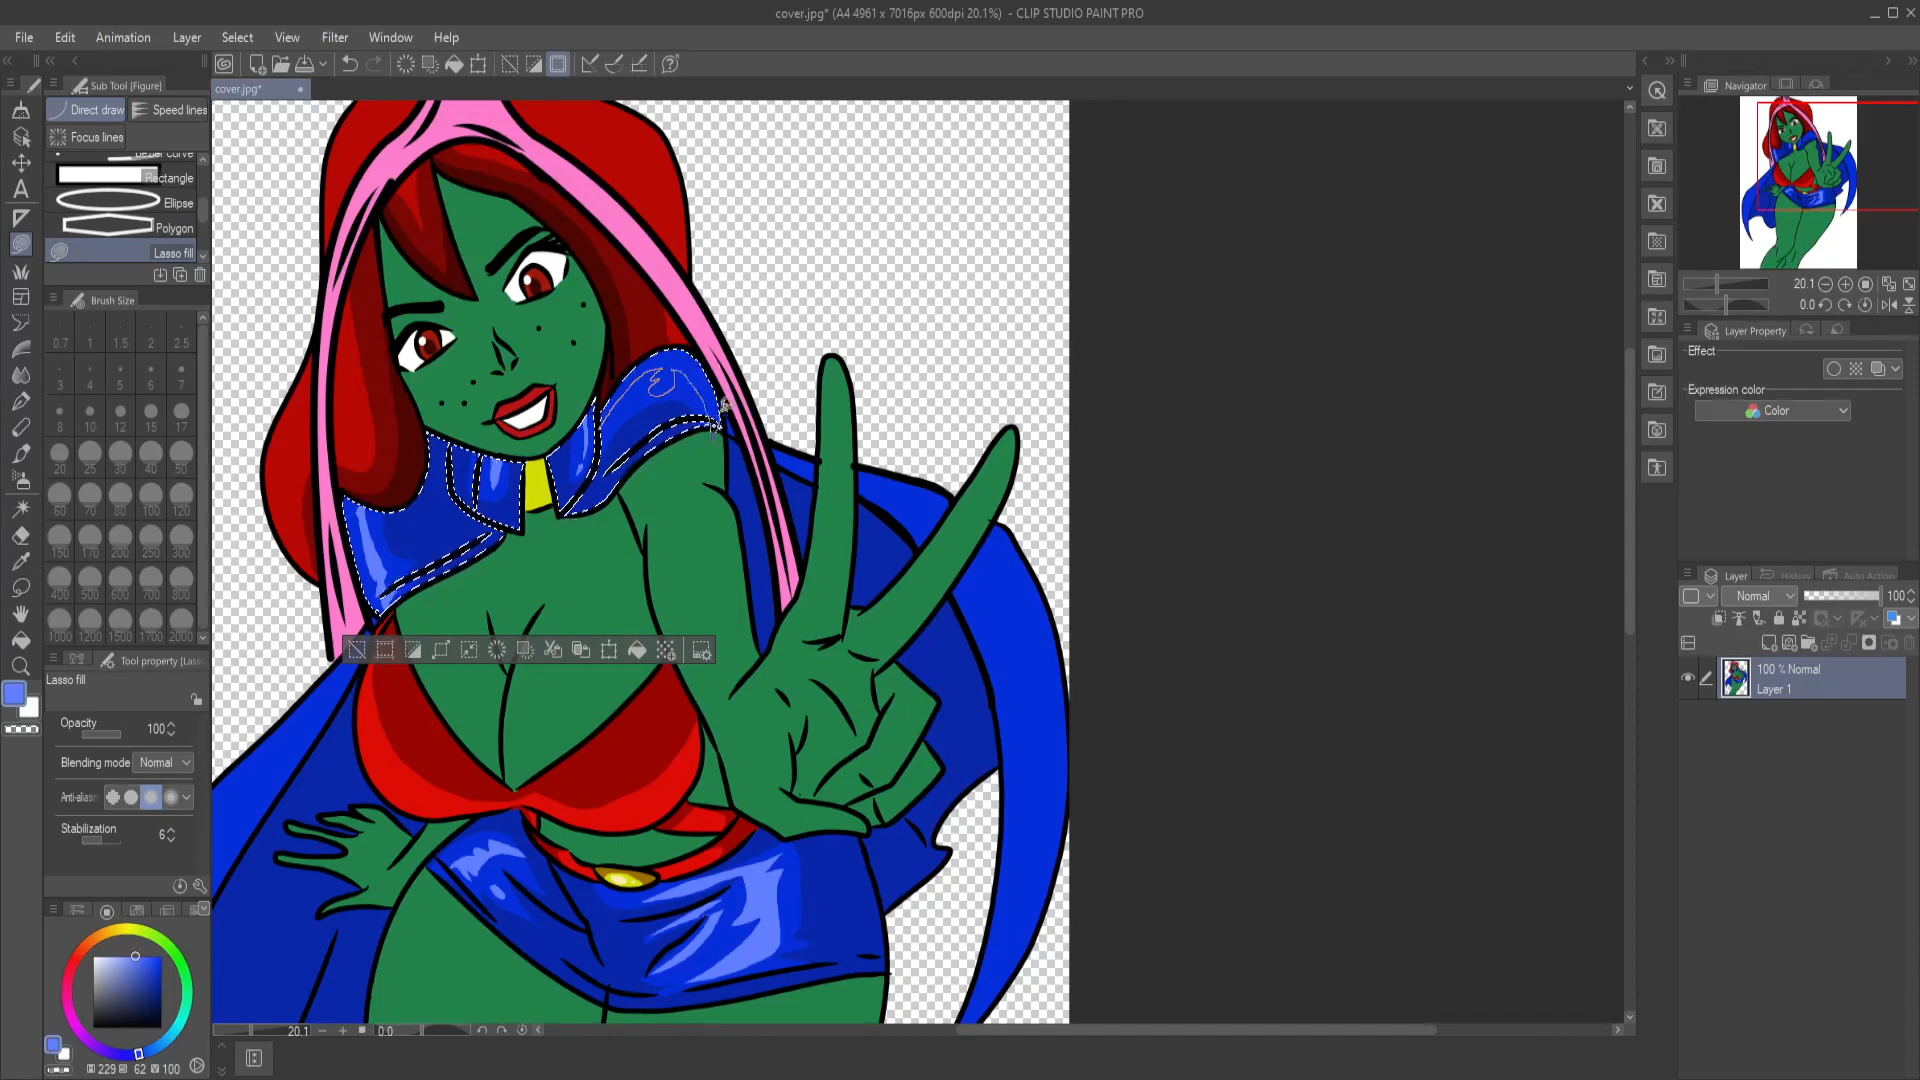 cover.jpg* (A4 4961 x 7016px 600dpi 20.1%) - CLIP STUDIO PAINT PRO
File Edit Animation Layer Select View Filter Window Help
Sub Tool [Figure]
cover.jpg*
Navigator
Direct draw Speed lines
Focus lines
Bezier curve
Rectangle
Ellipse
Polygon
Lasso fill
Brush Size
0.7 1 1.5 2 2.5
3 4 5 6 7
8 10 12 15 17
20 25 30 40 50
60 70 80 100 120
150 170 200 250 300
400 500 600 700 800
1000 1200 1500 1700 2000
Tool property [Lass
Lasso fill
Opacity 100
Blending mode Normal
Anti-aliasin
Stabilization 6
229 62 100
20.1 0.0
20.1
0.0
Layer Property
Effect
Expression color
Color
Layer History Auto Action
Normal 100
100 % Normal
Layer 1